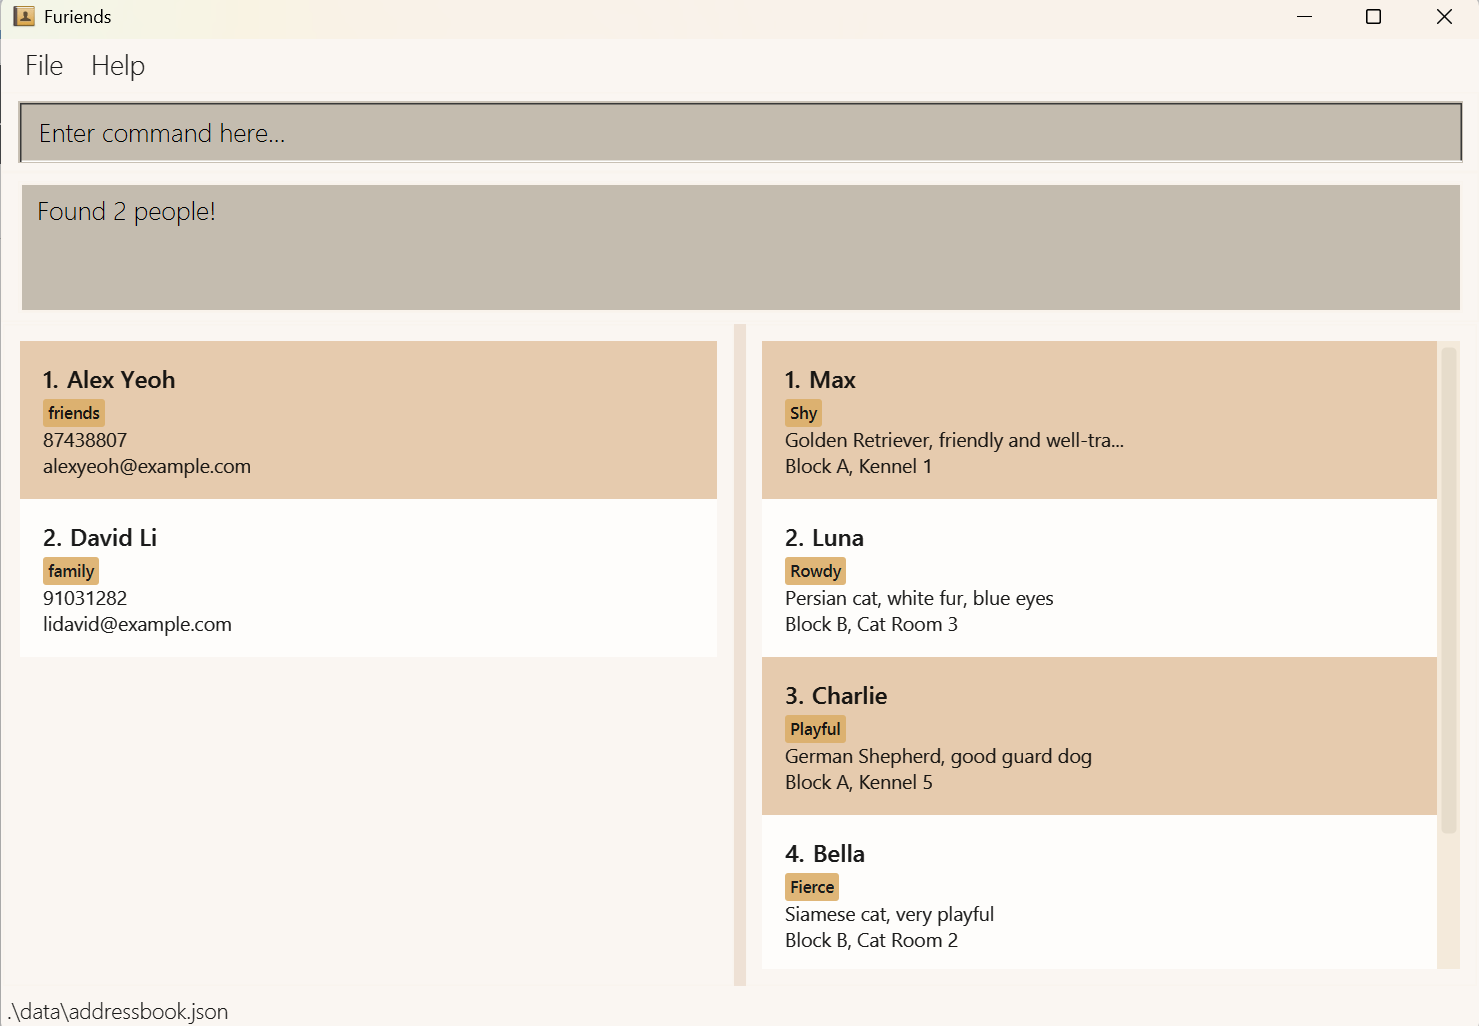 Furiends
File Help
Enter command here...
Found 2 people!
1. Alex Yeoh
friends
87438807
alexyeoh@example.com
2. David Li
family
91031282
lidavid@example.com
1. Max
Shy
Golden Retriever, friendly and well-tra...
Block A, Kennel 1
2. Luna
Rowdy
Persian cat, white fur, blue eyes
Block B, Cat Room 3
3. Charlie
Playful
German Shepherd, good guard dog
Block A, Kennel 5
4. Bella
Fierce
Siamese cat, very playful
Block B, Cat Room 2
.\data\addressbook.json